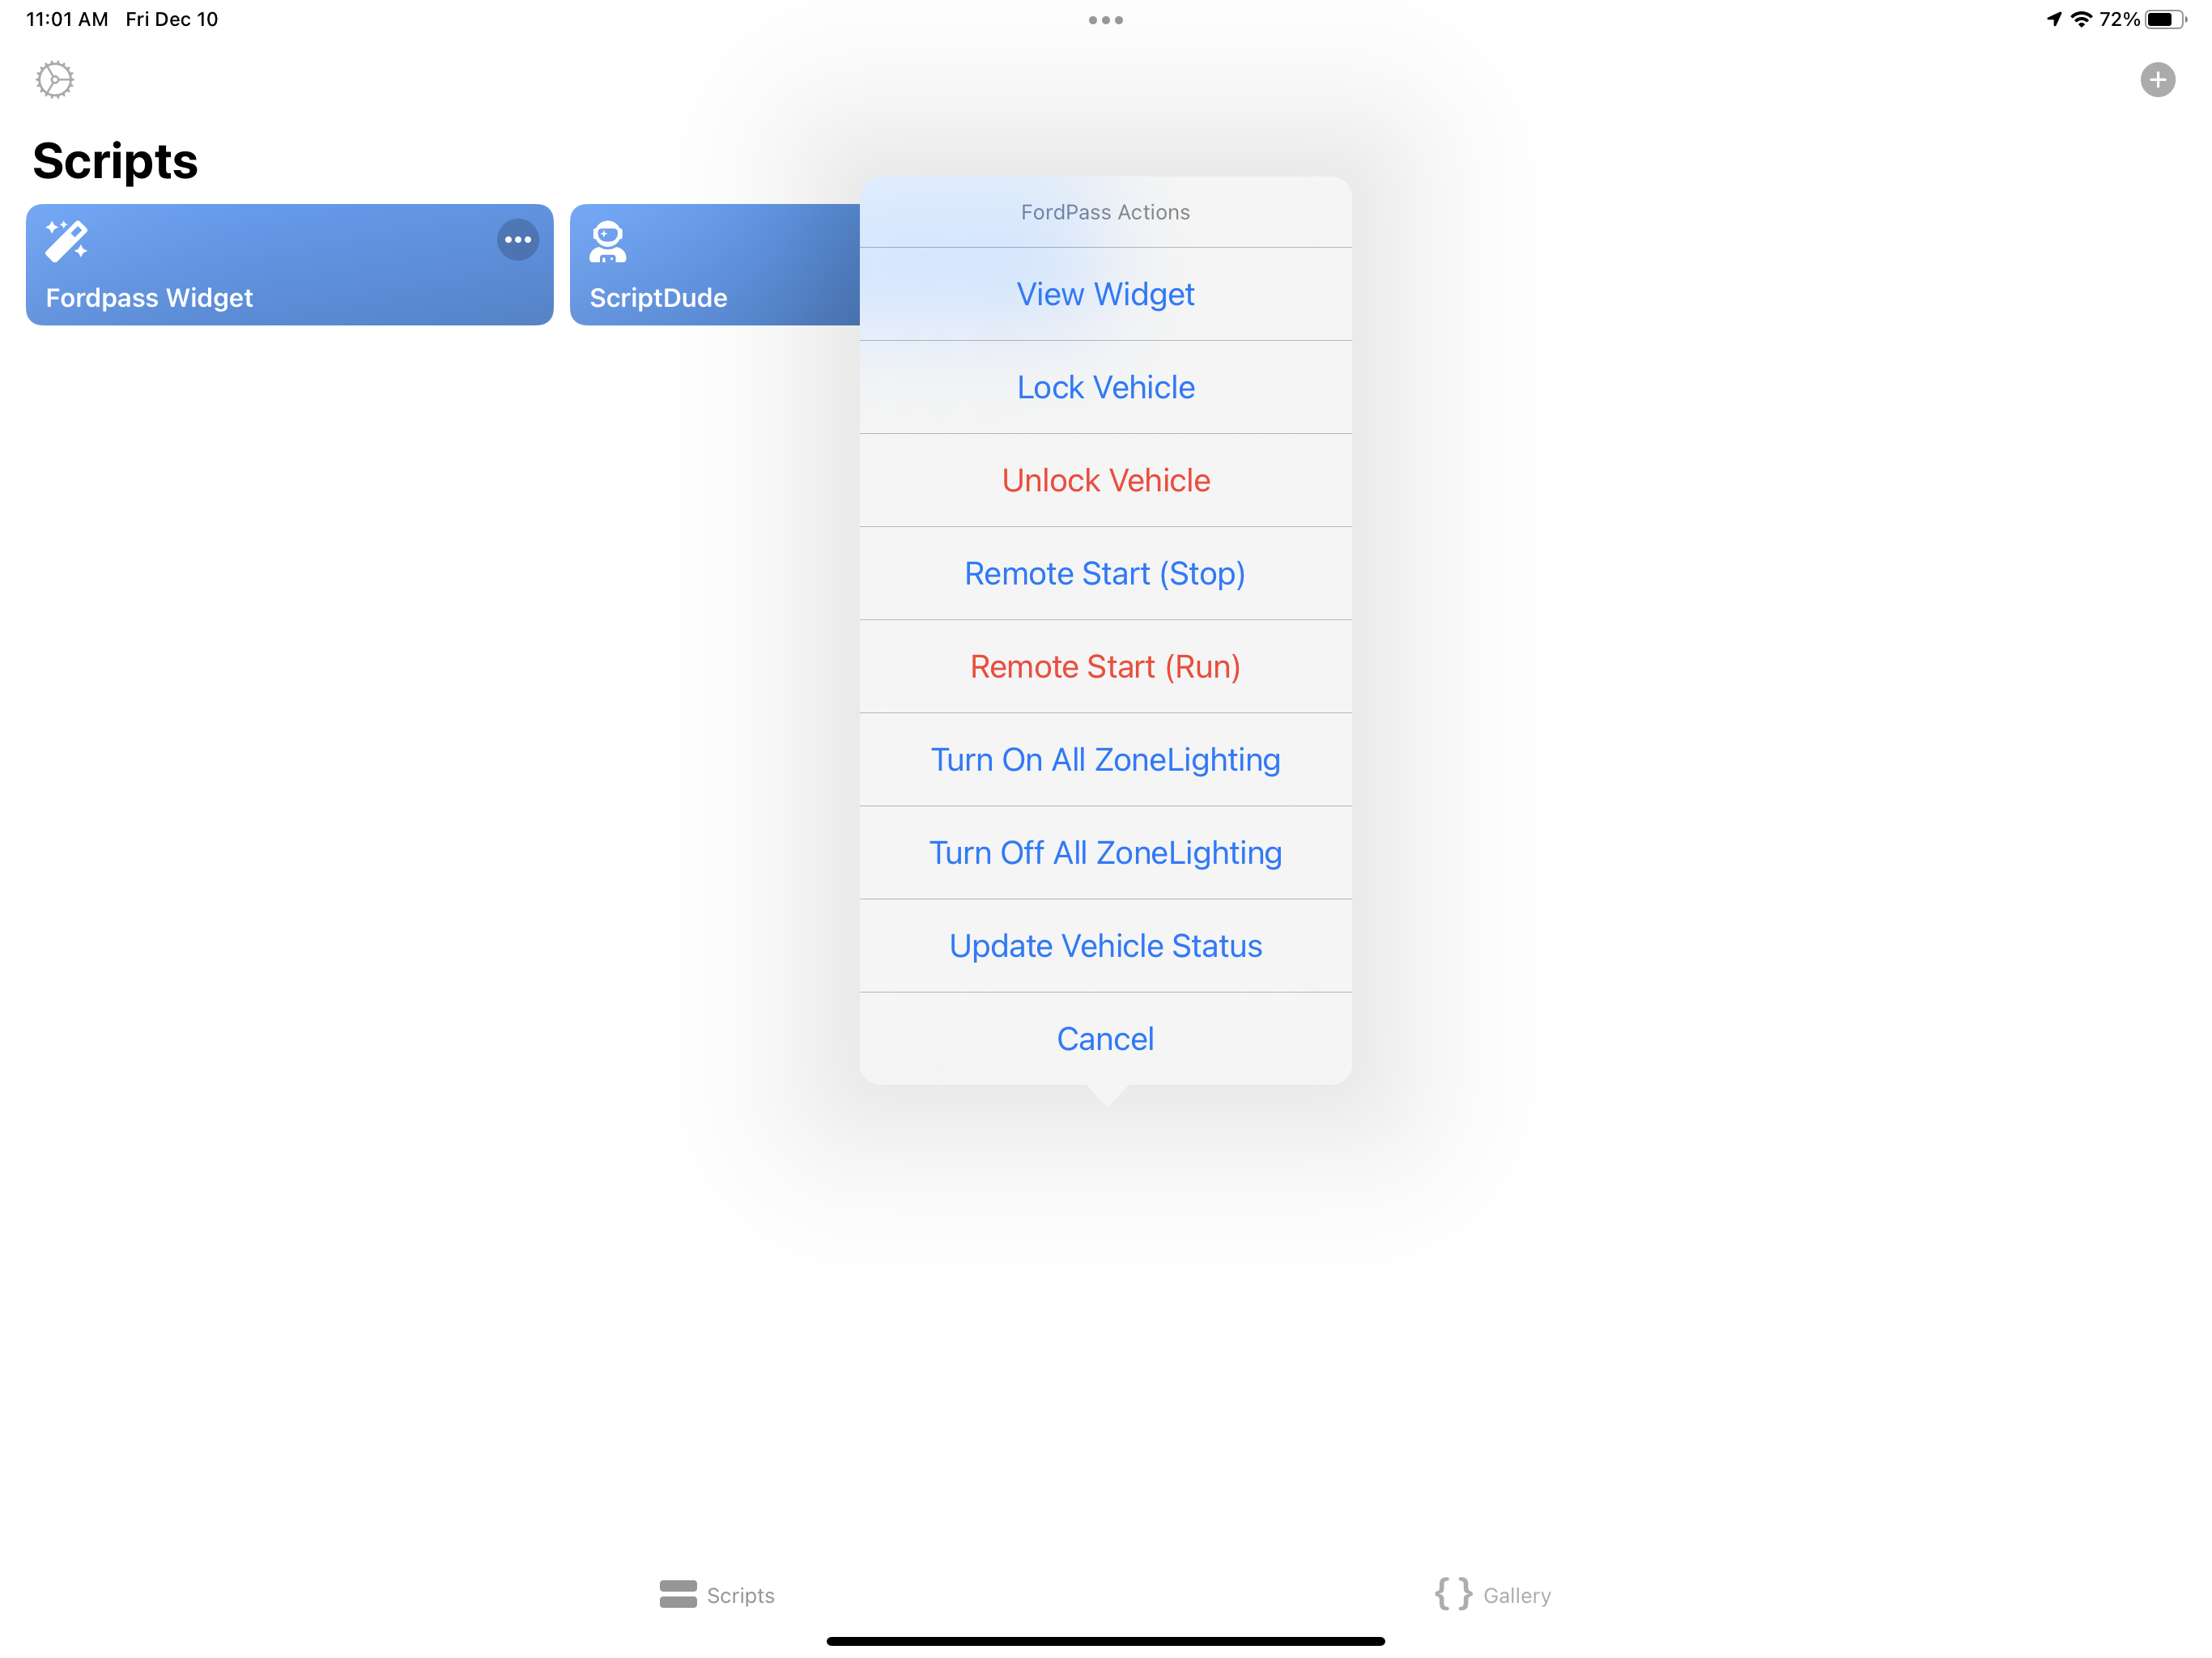 11:01 AM Fri Dec 10
72%
Scripts
Fordpass Widget
ScriptDude
FordPass Actions
View Widget
Lock Vehicle
Unlock Vehicle
Remote Start (Stop)
Remote Start (Run)
Turn On All ZoneLighting
Turn Off All ZoneLighting
Update Vehicle Status
Cancel
Scripts
Gallery